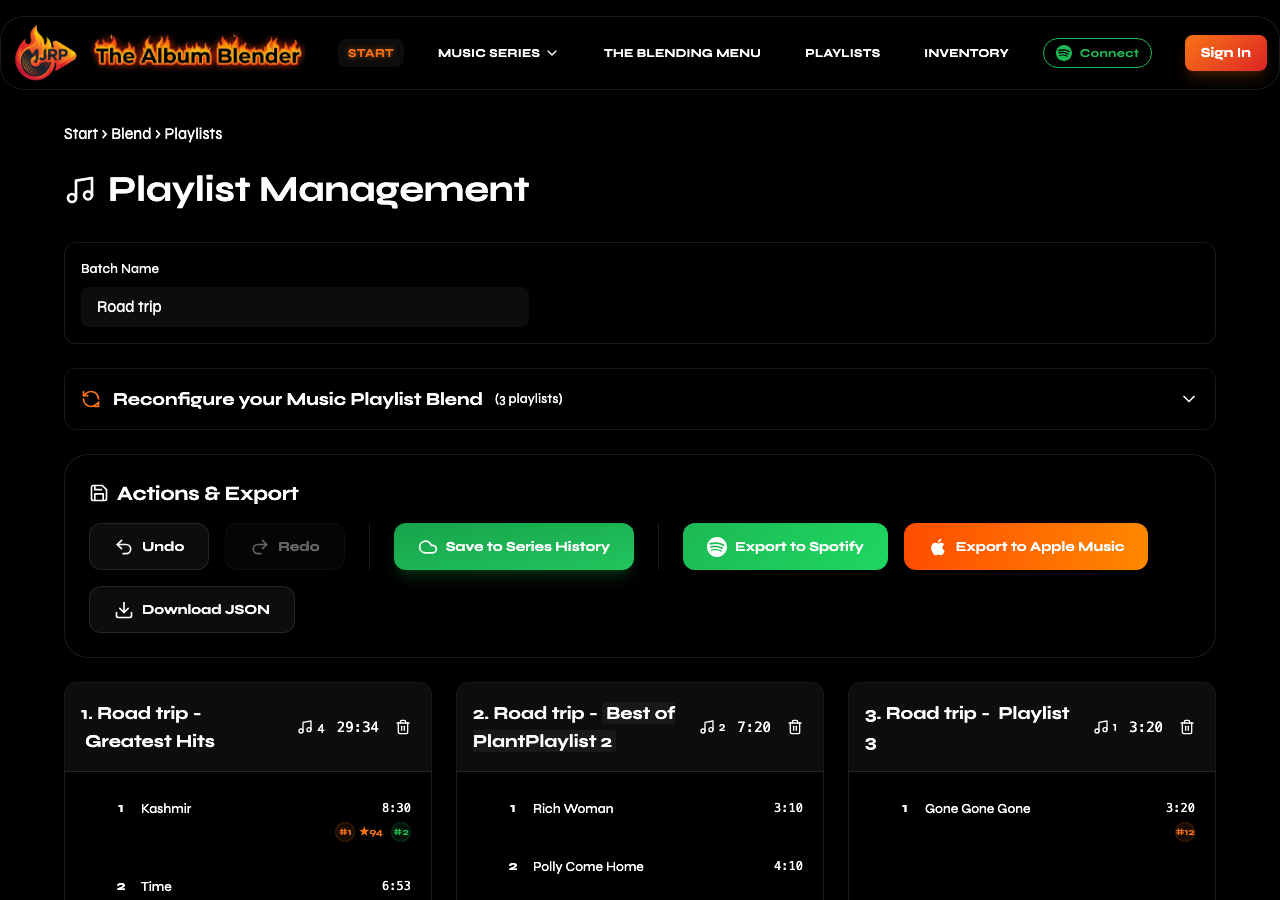 JRP The Album Blender START MUSIC SERIES THE BLENDING MENU PLAYLISTS INVENTORY Connect Sign In
Start › Blend › Playlists
Playlist Management
Batch Name
Road trip
Reconfigure your Music Playlist Blend (3 playlists)
Actions & Export
Undo Redo Save to Series History Export to Spotify Export to Apple Music
Download JSON
1. Road trip -
Greatest Hits
4 29:34
1 Kashmir 8:30
#1 ★94 #2
2 Time 6:53
2. Road trip - Best of
PlantPlaylist 2
2 7:20
1 Rich Woman 3:10
2 Polly Come Home 4:10
3. Road trip - Playlist
3
1 3:20
1 Gone Gone Gone 3:20
#12